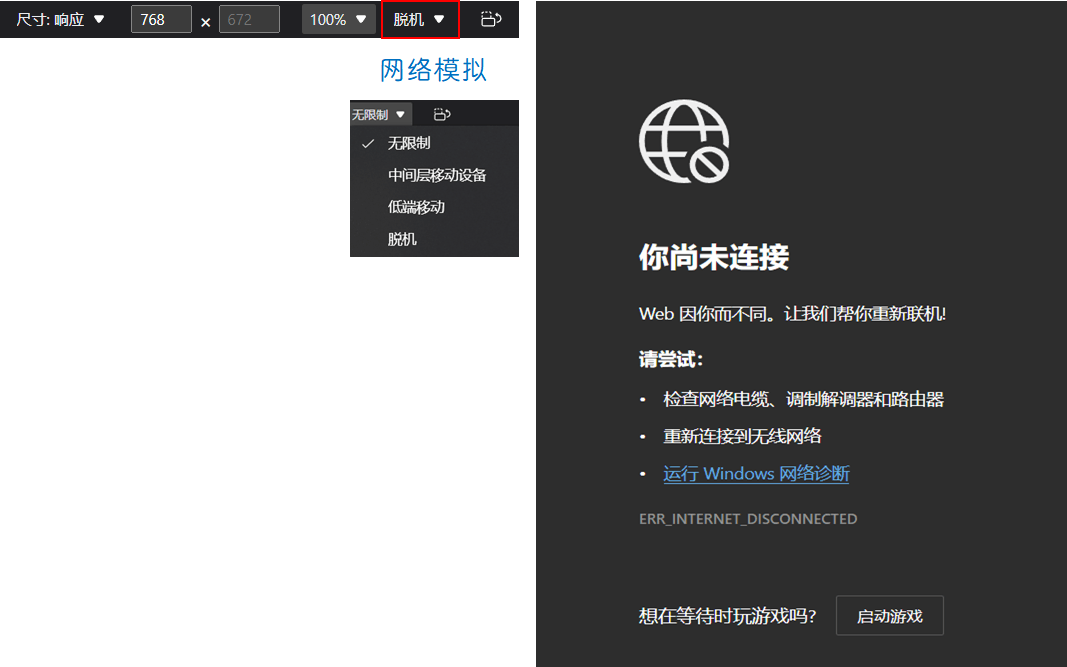 尺寸: 响应 ▼ 768 × 672 100% ▼ 脱机 ▼
网络模拟
无限制 ▼
✓ 无限制
中间层移动设备
低端移动
脱机
你尚未连接
Web 因你而不同。让我们帮你重新联机!
请尝试:
• 检查网络电缆、调制解调器和路由器
• 重新连接到无线网络
• 运行 Windows 网络诊断
ERR_INTERNET_DISCONNECTED
想在等待时玩游戏吗? 启动游戏